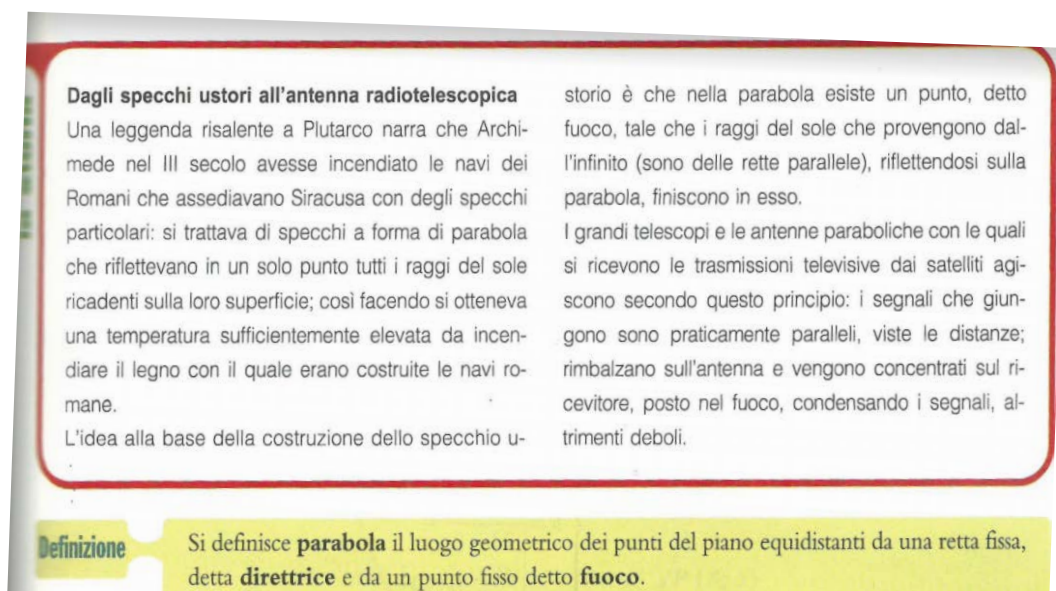 Dagli specchi ustori all'antenna radiotelescopica
Una leggenda risalente a Plutarco narra che Archi-
mede nel III secolo avesse incendiato le navi dei
Romani che assediavano Siracusa con degli specchi
particolari: si trattava di specchi a forma di parabola
che riflettevano in un solo punto tutti i raggi del sole
ricadenti sulla loro superficie; così facendo si otteneva
una temperatura sufficientemente elevata da incen-
diare il legno con il quale erano costruite le navi ro-
mane.
L'idea alla base della costruzione dello specchio u-
storio è che nella parabola esiste un punto, detto
fuoco, tale che i raggi del sole che provengono dal-
l'infinito (sono delle rette parallele), riflettendosi sulla
parabola, finiscono in esso.
I grandi telescopi e le antenne paraboliche con le quali
si ricevono le trasmissioni televisive dai satelliti agi-
scono secondo questo principio: i segnali che giun-
gono sono praticamente paralleli, viste le distanze;
rimbalzano sull'antenna e vengono concentrati sul ri-
cevitore, posto nel fuoco, condensando i segnali, al-
trimenti deboli.
Definizione
Si definisce parabola il luogo geometrico dei punti del piano equidistanti da una retta fissa,
detta direttrice e da un punto fisso detto fuoco.